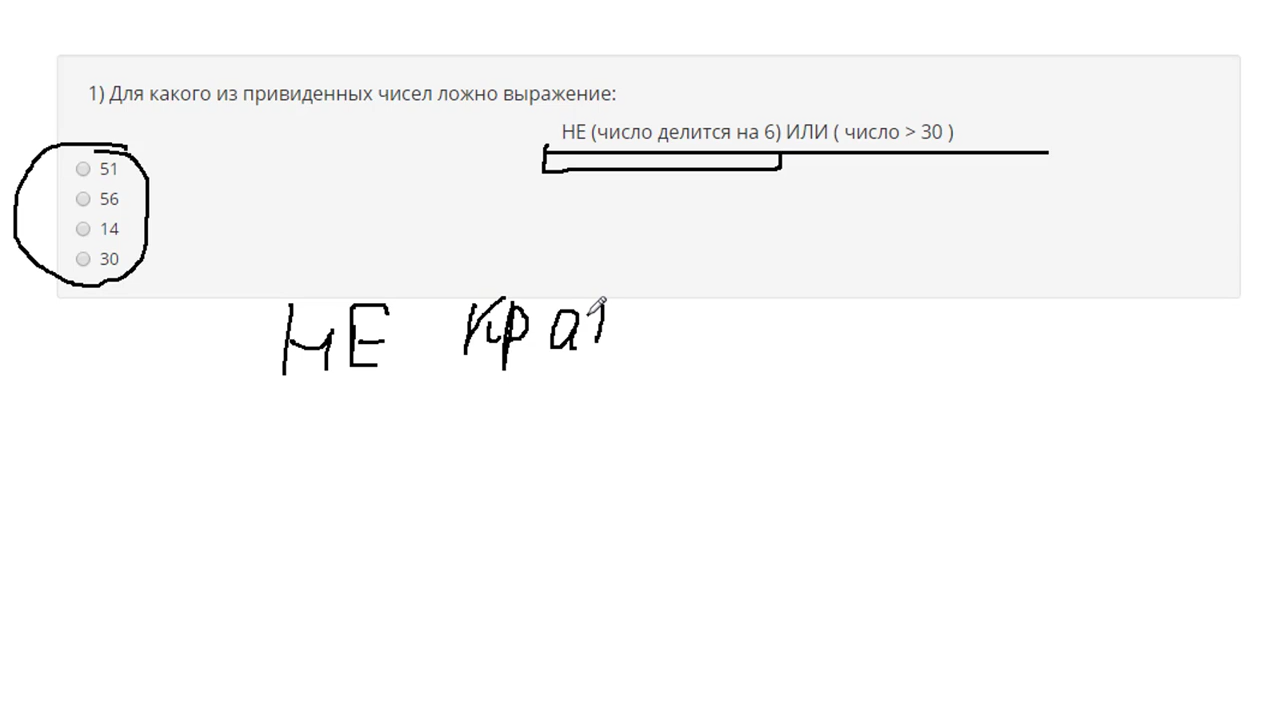 1) Для какого из привиденных чисел ложно выражение:
НЕ (число делится на 6) ИЛИ ( число > 30 )
51
56
14
30
НЕ крат